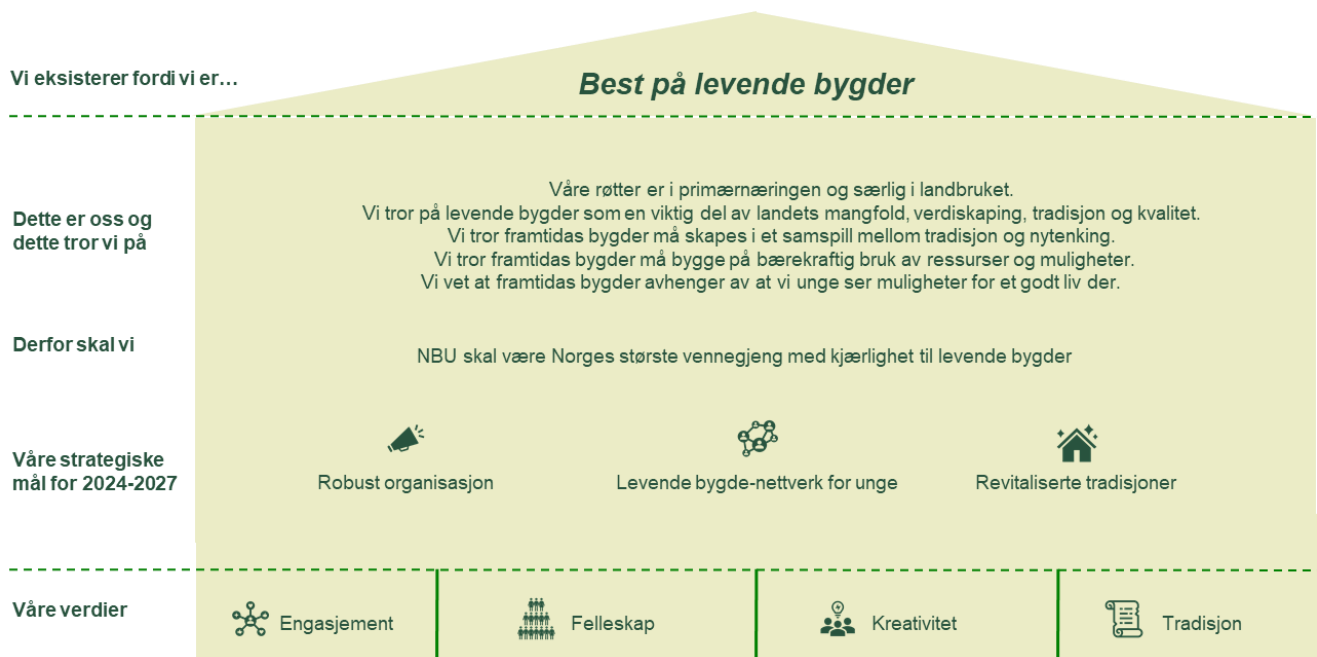 Vi eksisterer fordi vi er…
Best på levende bygder
Dette er oss og
dette tror vi på
Våre røtter er i primærnæringen og særlig i landbruket.
Vi tror på levende bygder som en viktig del av landets mangfold, verdiskaping, tradisjon og kvalitet.
Vi tror framtidas bygder må skapes i et samspill mellom tradisjon og nytenking.
Vi tror framtidas bygder må bygge på bærekraftig bruk av ressurser og muligheter.
Vi vet at framtidas bygder avhenger av at vi unge ser muligheter for et godt liv der.
Derfor skal vi
NBU skal være Norges største vennegjeng med kjærlighet til levende bygder
Våre strategiske
mål for 2024-2027
Robust organisasjon
Levende bygde-nettverk for unge
Revitaliserte tradisjoner
Våre verdier
Engasjement
Felleskap
Kreativitet
Tradisjon